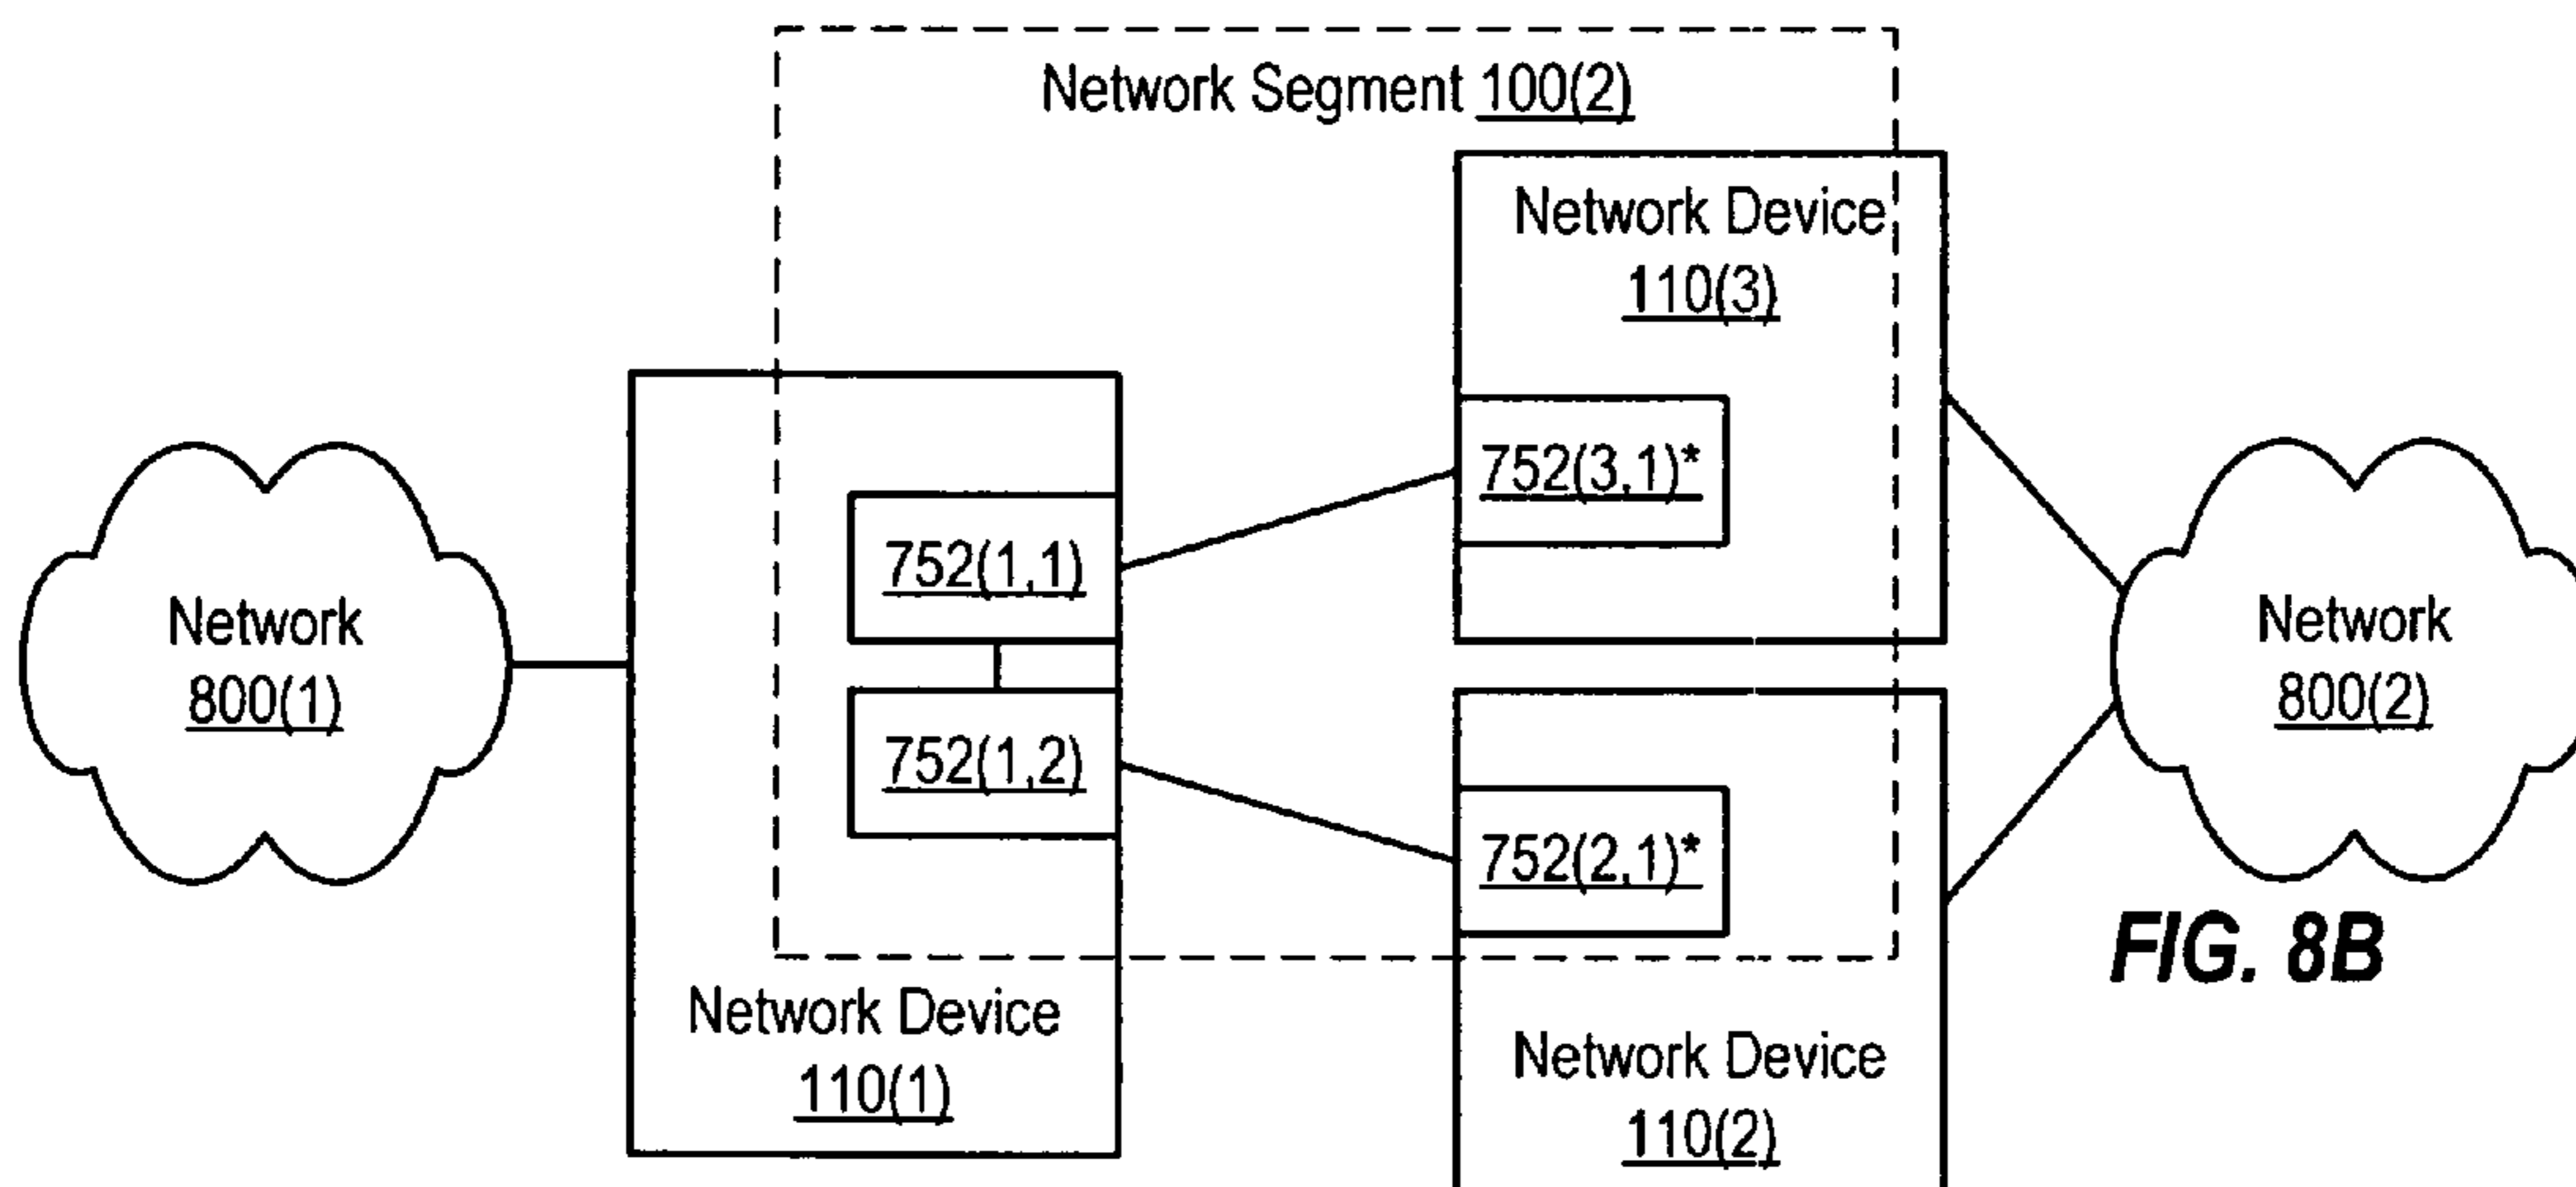 Network Segment 100(2)
Network Device
110(3)
752(3,1)*
752(1,1)
Network
800(1)
Network
800(2)
752(1,2)
752(2,1)*
FIG. 8B
Network Device
110(1)
Network Device
110(2)